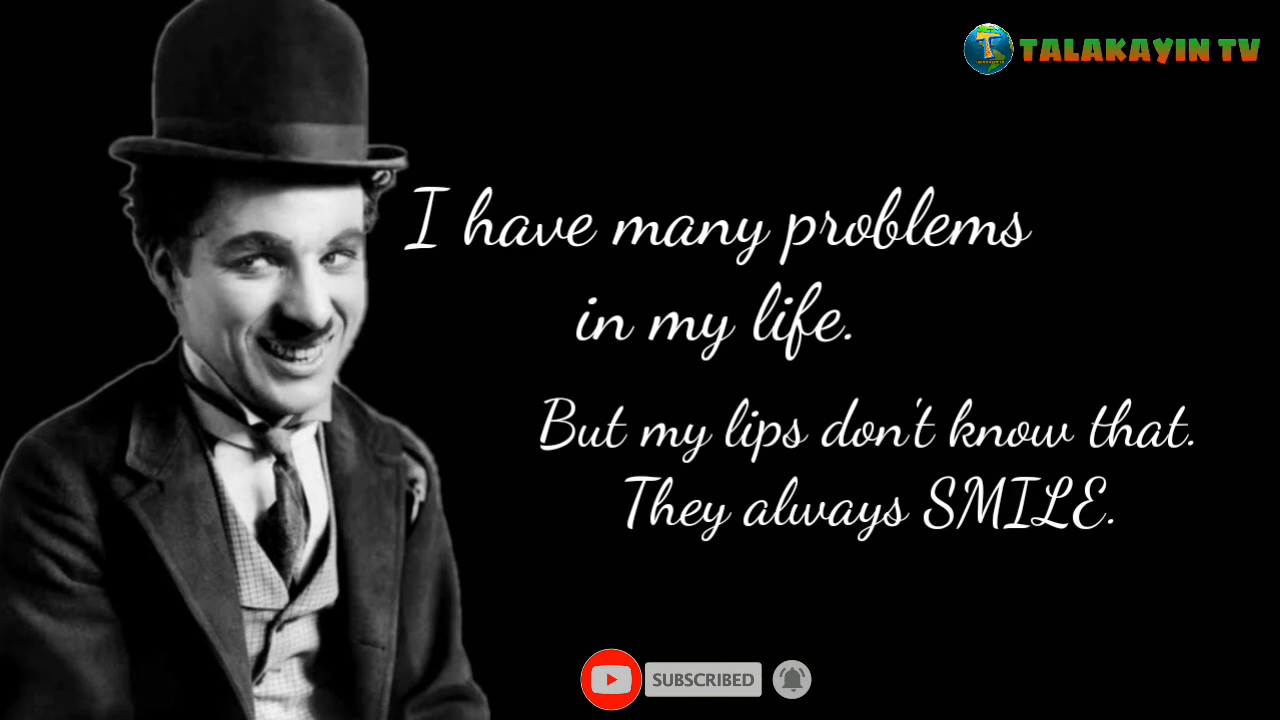 TALAKAYIN TV
I have many problems
in my life.
But my lips don't know that.
They always SMILE.
SUBSCRIBED